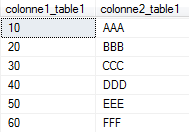 colonne1_table1 colonne2_table1
10 AAA
20 BBB
30 CCC
40 DDD
50 EEE
60 FFF